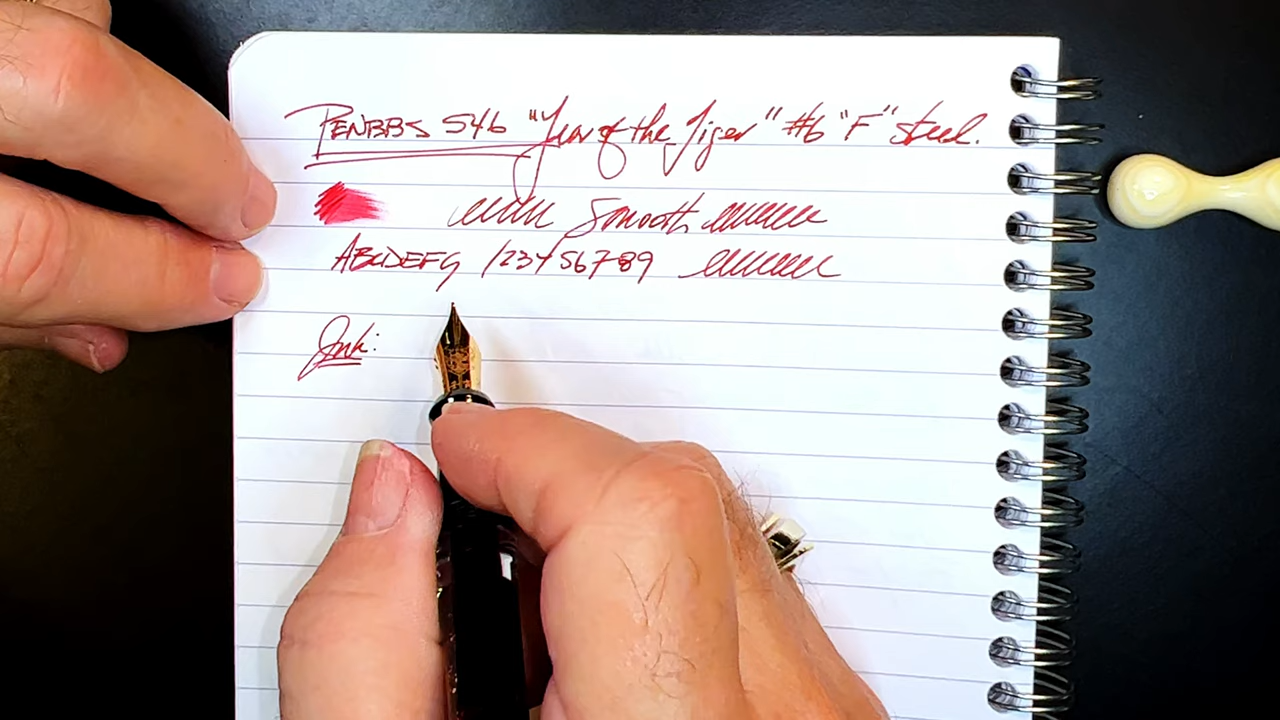 PENBBS 546 "Year of the Tiger" #6 "F" steel.
Smooth
ABCDEFG 123456789
Ink: